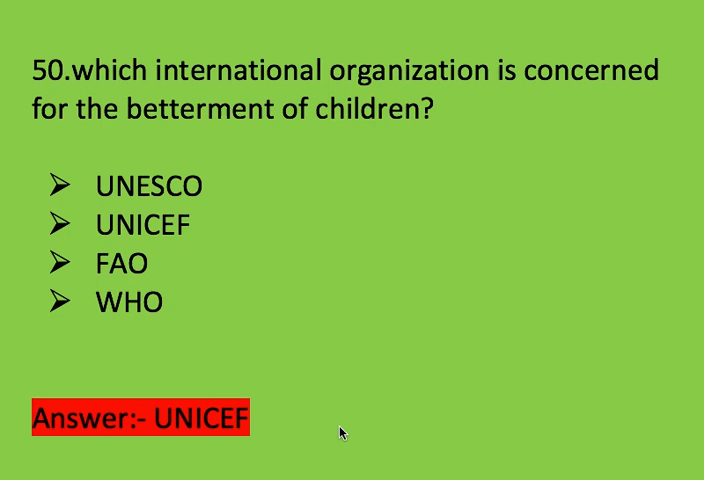 50.which international organization is concerned
for the betterment of children?
➢ UNESCO
➢ UNICEF
➢ FAO
➢ WHO
Answer:- UNICEF